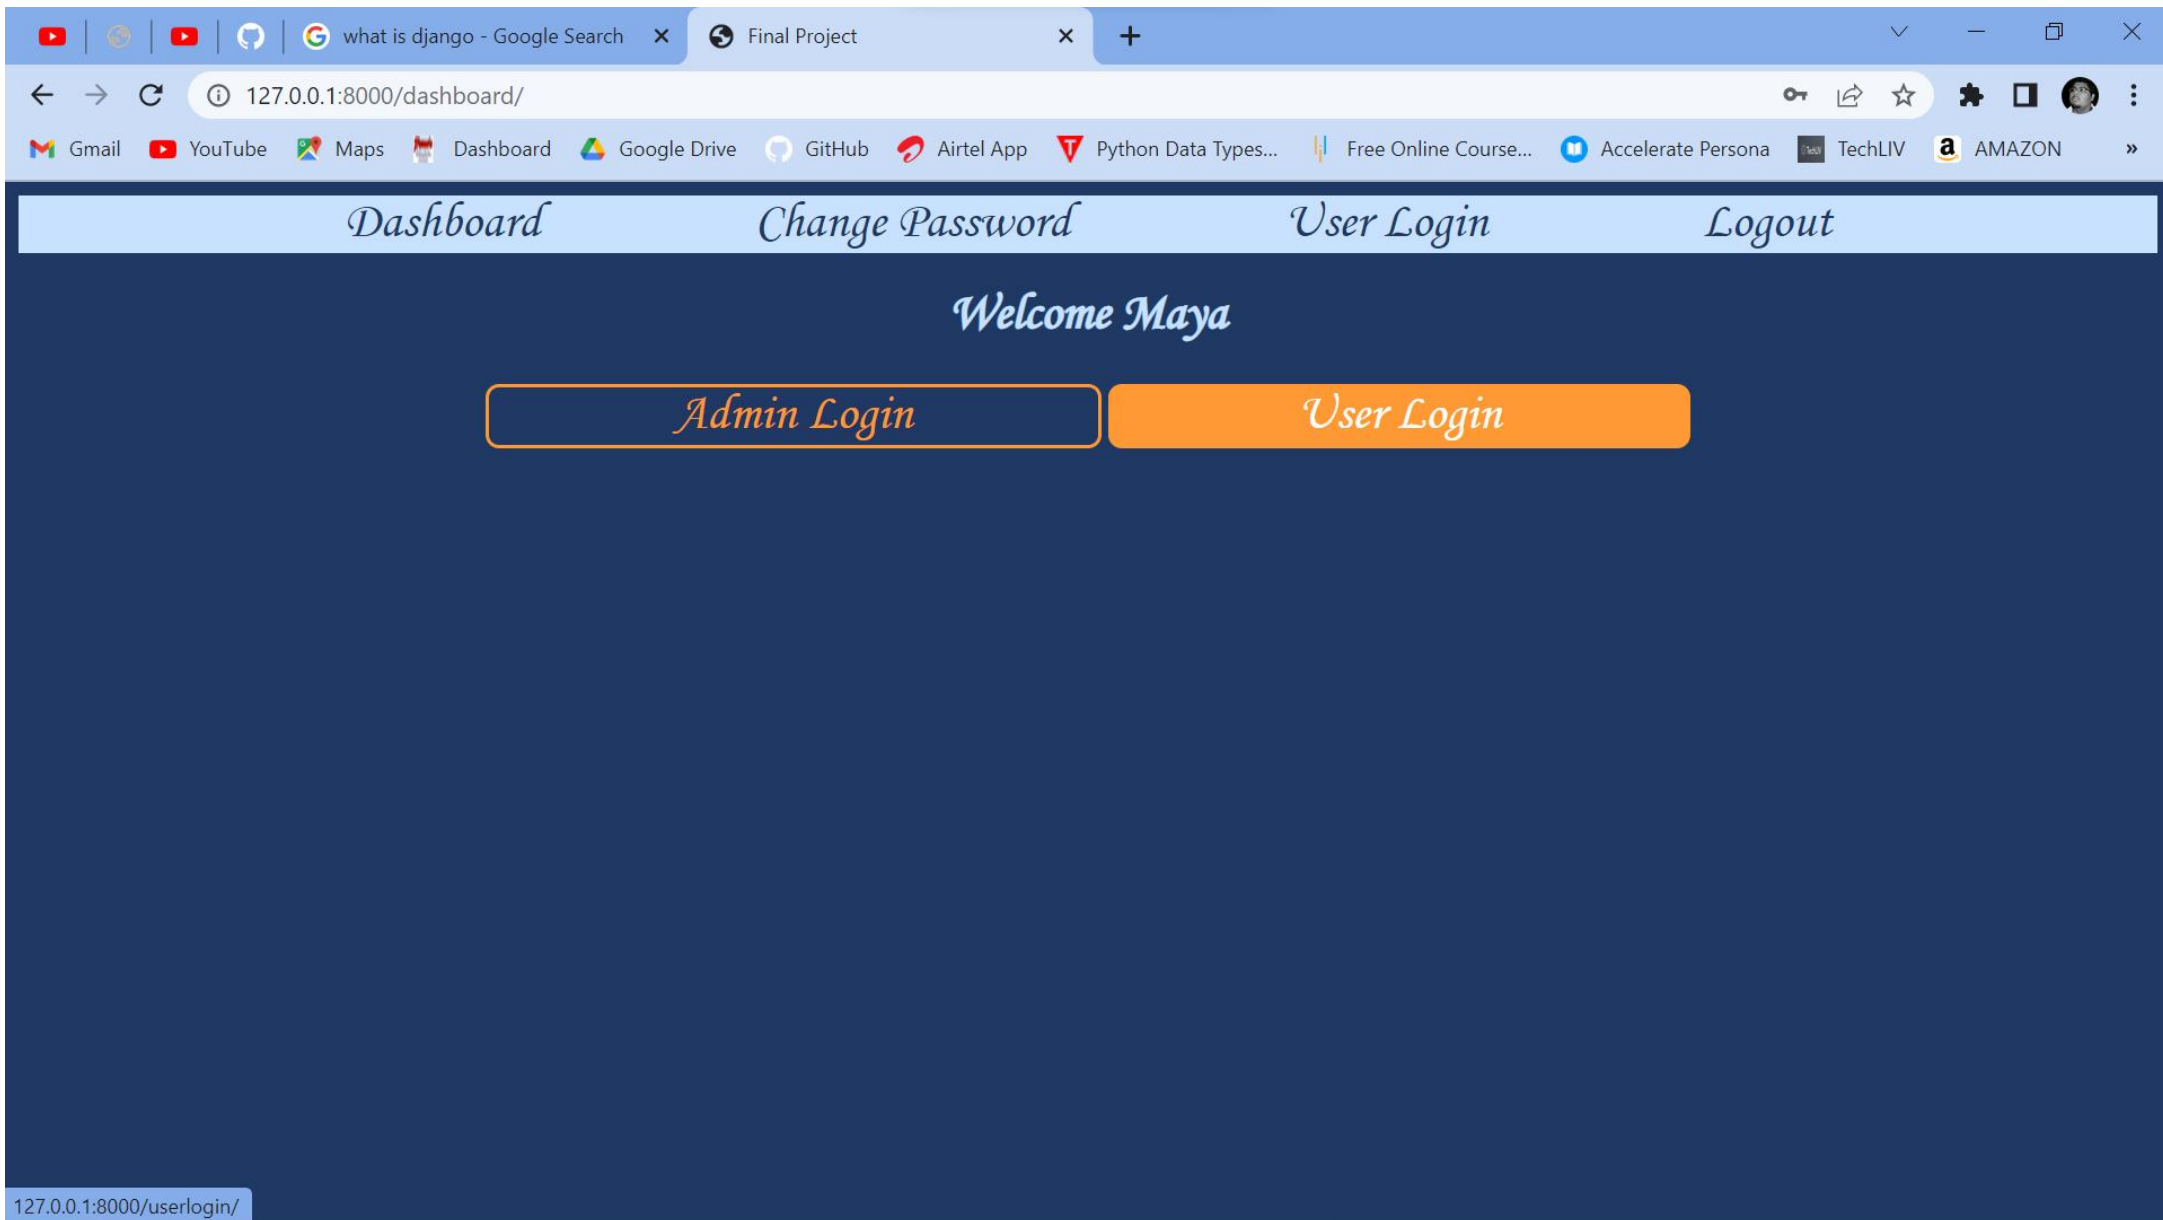 what is django - Google Search Final Project
127.0.0.1:8000/dashboard/
Gmail YouTube Maps Dashboard Google Drive GitHub Airtel App Python Data Types... Free Online Course... Accelerate Persona TechLIV AMAZON »
Dashboard Change Password User Login Logout
Welcome Maya
Admin Login User Login
127.0.0.1:8000/userlogin/